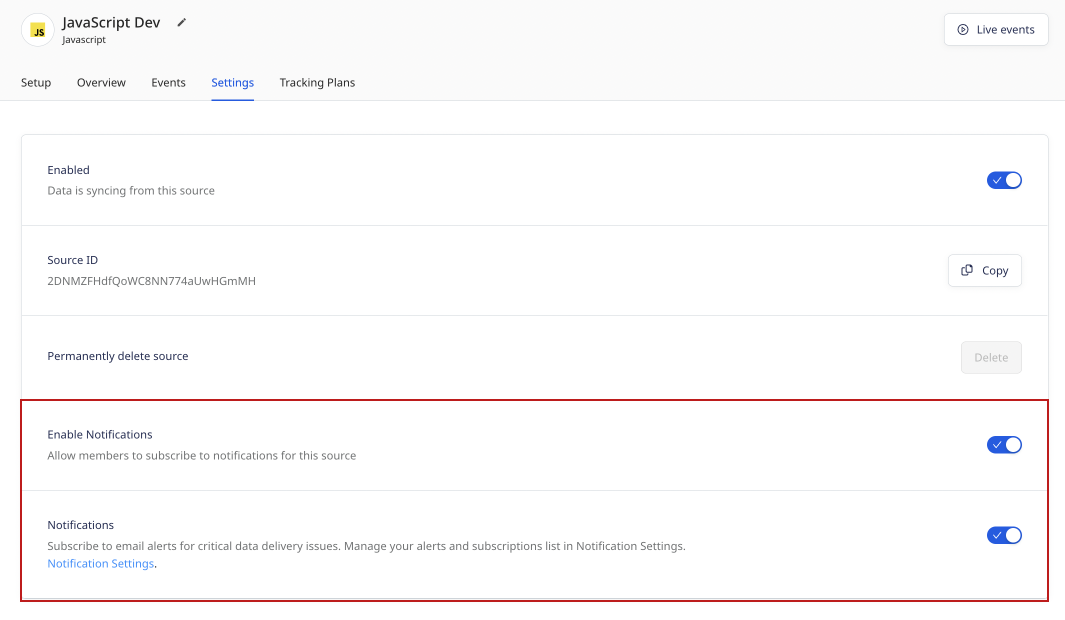 JS
JavaScript Dev
Javascript
Live events
Setup Overview Events Settings Tracking Plans
Enabled
Data is syncing from this source
Source ID
2DNMZFHdfQoWC8NN774aUwHGmMH
Copy
Permanently delete source
Delete
Enable Notifications
Allow members to subscribe to notifications for this source
Notifications
Subscribe to email alerts for critical data delivery issues. Manage your alerts and subscriptions list in Notification Settings.
Notification Settings.